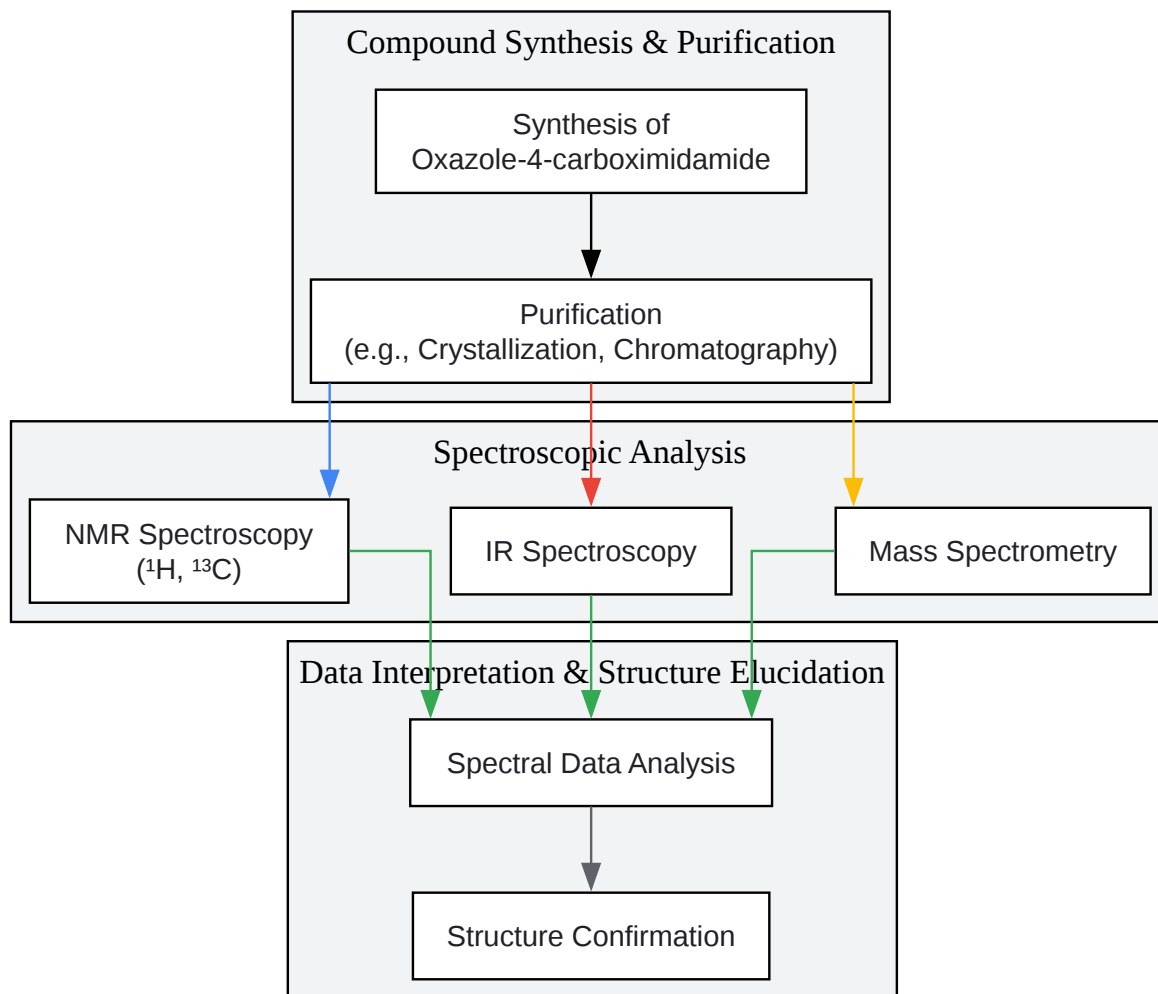 Compound Synthesis & Purification
Synthesis of
Oxazole-4-carboximidamide
Purification
(e.g., Crystallization, Chromatography)
Spectroscopic Analysis
NMR Spectroscopy
(¹H, ¹³C)
IR Spectroscopy
Mass Spectrometry
Data Interpretation & Structure Elucidation
Spectral Data Analysis
Structure Confirmation